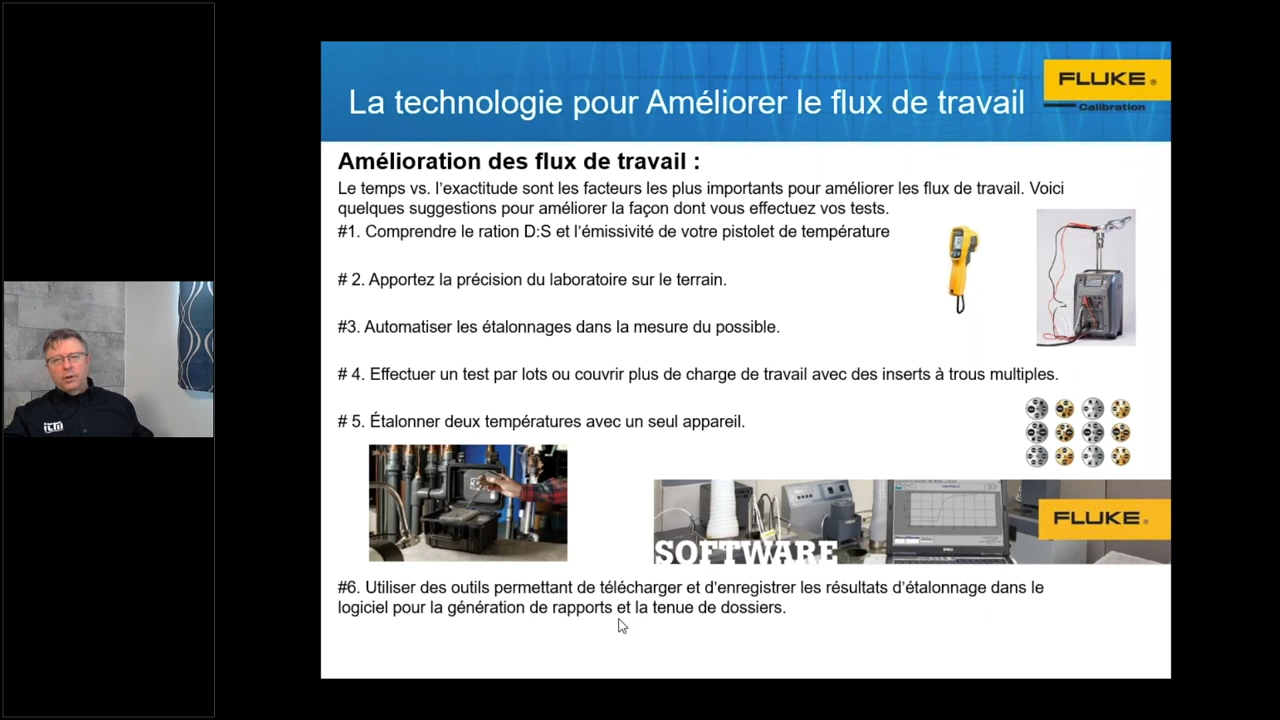 FLUKE®
Calibration
La technologie pour Améliorer le flux de travail
Amélioration des flux de travail :
Le temps vs. l’exactitude sont les facteurs les plus importants pour améliorer les flux de travail. Voici
quelques suggestions pour améliorer la façon dont vous effectuez vos tests.
#1. Comprendre le ration D:S et l’émissivité de votre pistolet de température
# 2. Apportez la précision du laboratoire sur le terrain.
#3. Automatiser les étalonnages dans la mesure du possible.
# 4. Effectuer un test par lots ou couvrir plus de charge de travail avec des inserts à trous multiples.
# 5. Étalonner deux températures avec un seul appareil.
itm
SOFTWARE
DELL
FLUKE®
#6. Utiliser des outils permettant de télécharger et d’enregistrer les résultats d’étalonnage dans le
logiciel pour la génération de rapports et la tenue de dossiers.